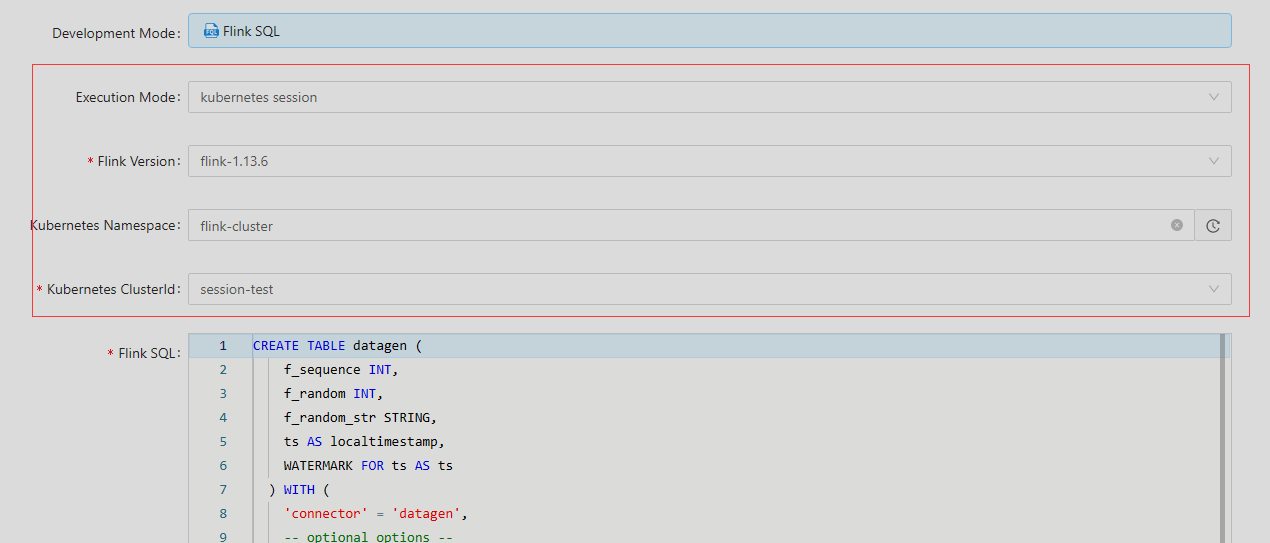 Development Mode: Flink SQL
Execution Mode: kubernetes session
* Flink Version: flink-1.13.6
Kubernetes Namespace: flink-cluster
* Kubernetes ClusterId: session-test
* Flink SQL:
1 CREATE TABLE datagen (
2 f_sequence INT,
3 f_random INT,
4 f_random_str STRING,
5 ts AS localtimestamp,
6 WATERMARK FOR ts AS ts
7 ) WITH (
8 'connector' = 'datagen',
9 -- optional options --